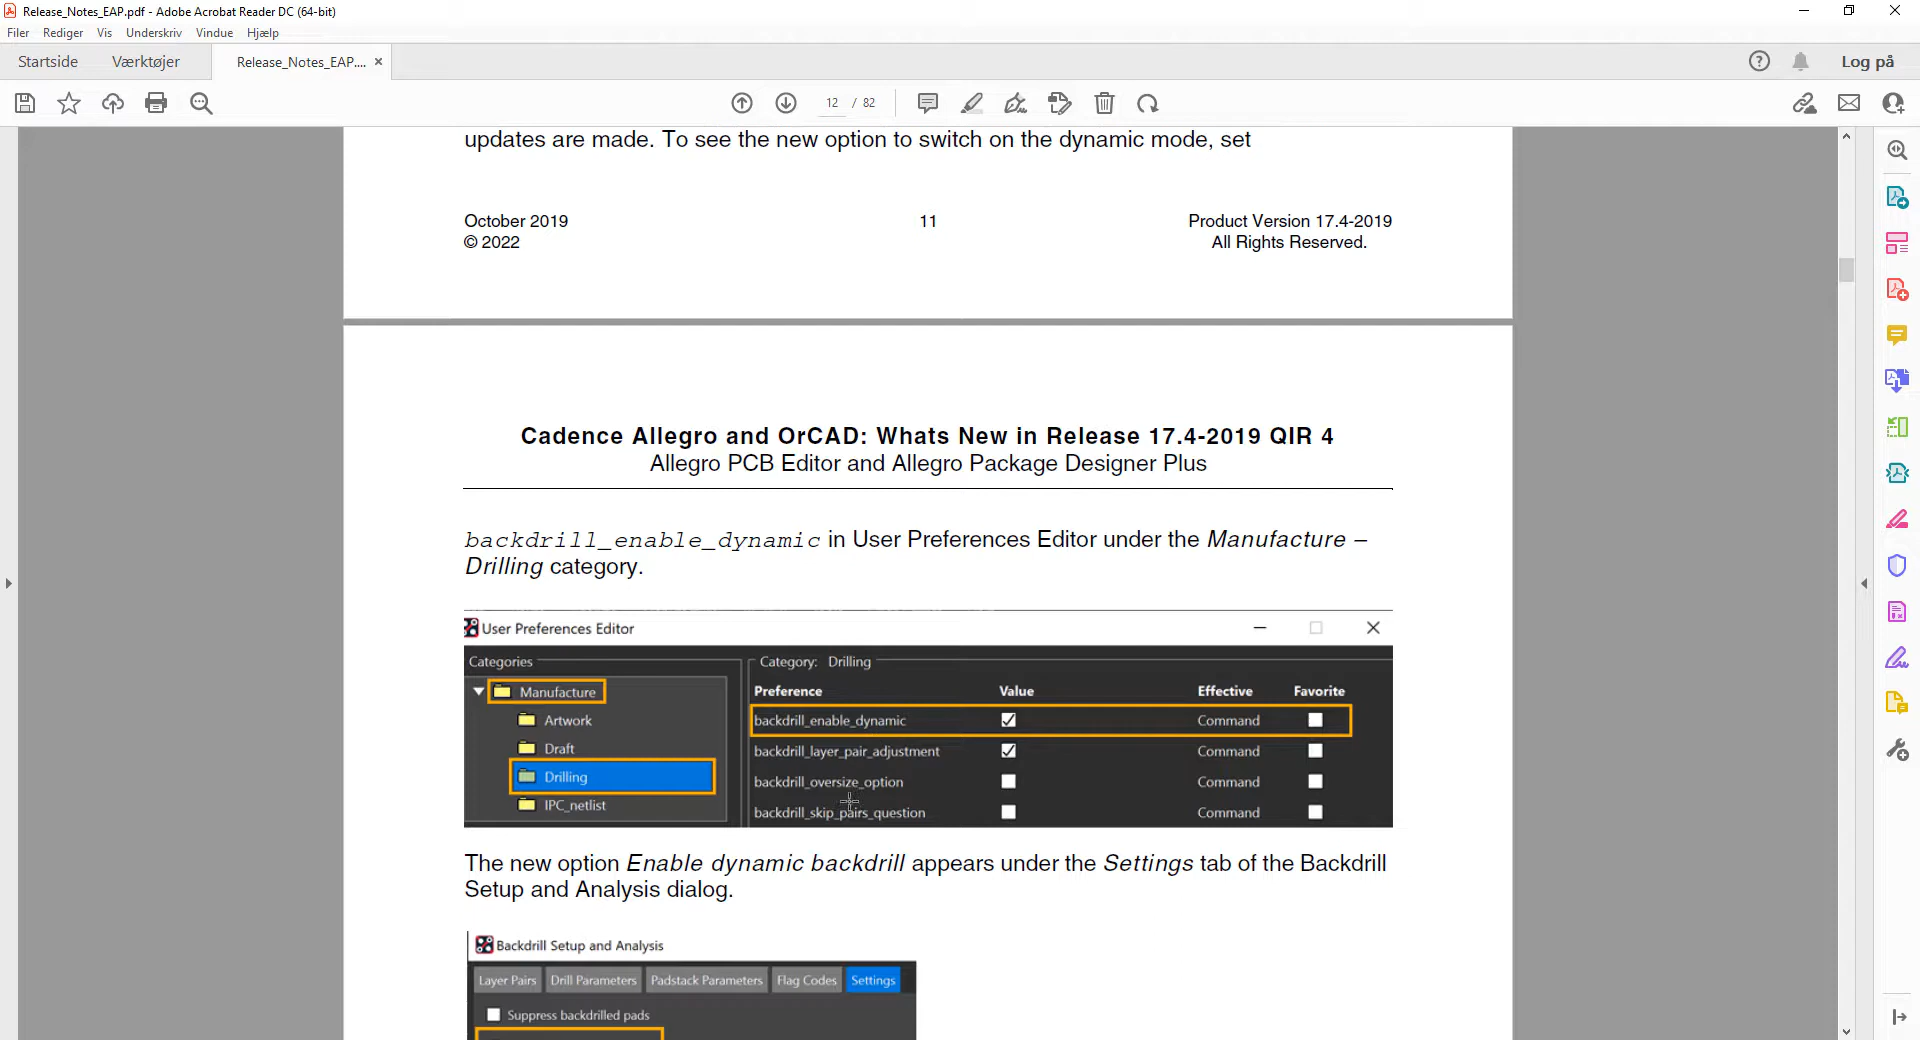 Release_Notes_EAP.pdf - Adobe Acrobat Reader DC (64-bit)
Filer Rediger Vis Underskriv Vindue Hjælp
Startside Værktøjer Release_Notes_EAP.... × Log på
12 / 82
updates are made. To see the new option to switch on the dynamic mode, set
October 2019 11 Product Version 17.4-2019
© 2022 All Rights Reserved.
Cadence Allegro and OrCAD: Whats New in Release 17.4-2019 QIR 4
Allegro PCB Editor and Allegro Package Designer Plus
backdrill_enable_dynamic in User Preferences Editor under the Manufacture –
Drilling category.
User Preferences Editor
Categories Category: Drilling
Manufacture Preference Value Effective Favorite
Artwork backdrill_enable_dynamic Command
Draft backdrill_layer_pair_adjustment Command
Drilling backdrill_oversize_option Command
IPC_netlist backdrill_skip_pairs_question Command
The new option Enable dynamic backdrill appears under the Settings tab of the Backdrill
Setup and Analysis dialog.
Backdrill Setup and Analysis
Layer Pairs Drill Parameters Padstack Parameters Flag Codes Settings
Suppress backdrilled pads